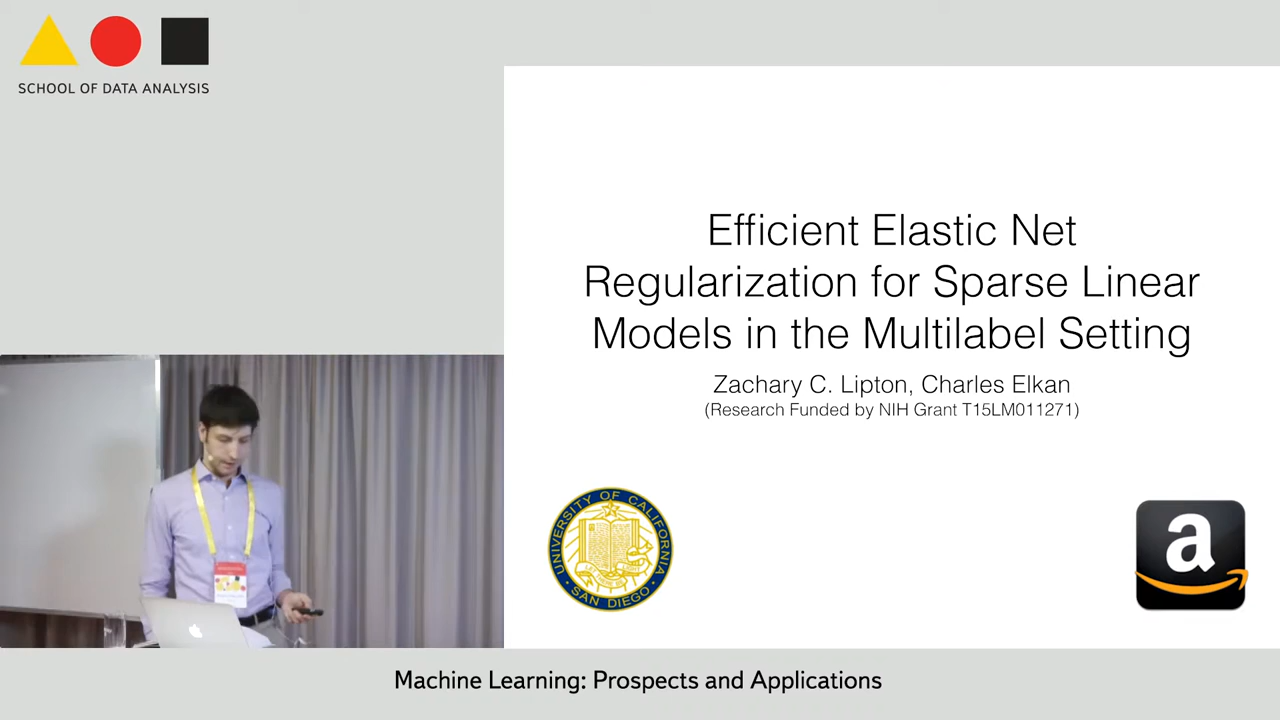 SCHOOL OF DATA ANALYSIS
Efficient Elastic Net
Regularization for Sparse Linear
Models in the Multilabel Setting
Zachary C. Lipton, Charles Elkan
(Research Funded by NIH Grant T15LM011271)
UNIVERSITY OF CALIFORNIA
SAN DIEGO
a
Machine Learning: Prospects and Applications